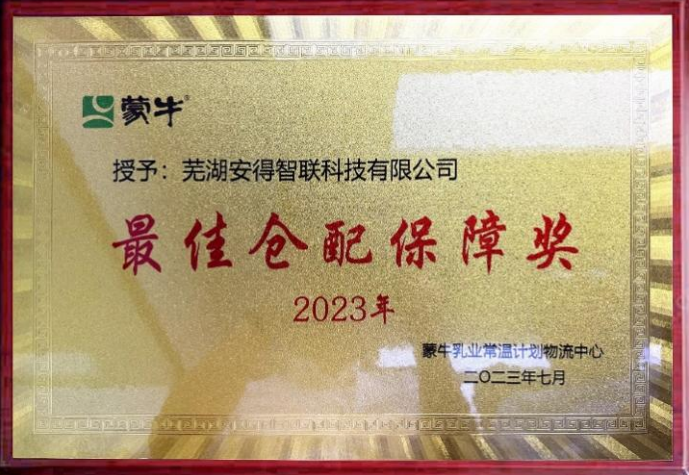 蒙牛®
授予：芜湖安得智联科技有限公司
最佳仓配保障奖
2023年
蒙牛乳业常温计划物流中心
二〇二三年七月